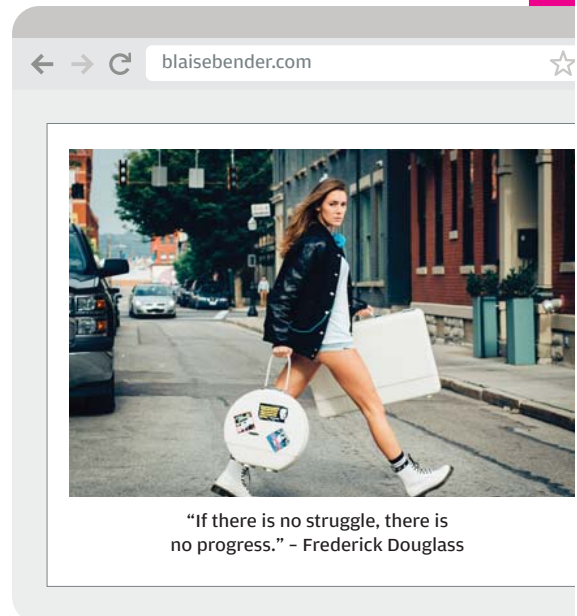 blaisebender.com
“If there is no struggle, there is
no progress.” – Frederick Douglass